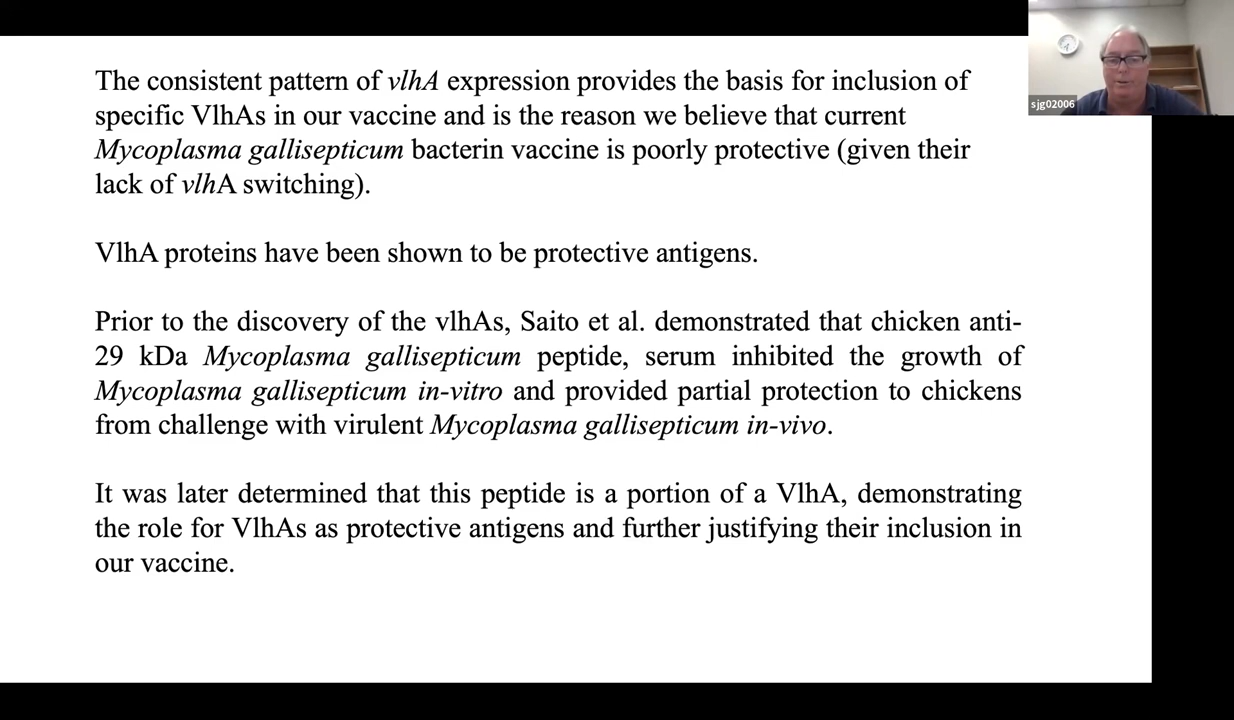 The consistent pattern of vlhA expression provides the basis for inclusion of
specific VlhAs in our vaccine and is the reason we believe that current
Mycoplasma gallisepticum bacterin vaccine is poorly protective (given their
lack of vlhA switching).
VlhA proteins have been shown to be protective antigens.
Prior to the discovery of the vlhAs, Saito et al. demonstrated that chicken anti-
29 kDa Mycoplasma gallisepticum peptide, serum inhibited the growth of
Mycoplasma gallisepticum in-vitro and provided partial protection to chickens
from challenge with virulent Mycoplasma gallisepticum in-vivo.
It was later determined that this peptide is a portion of a VlhA, demonstrating
the role for VlhAs as protective antigens and further justifying their inclusion in
our vaccine.
sjg02006